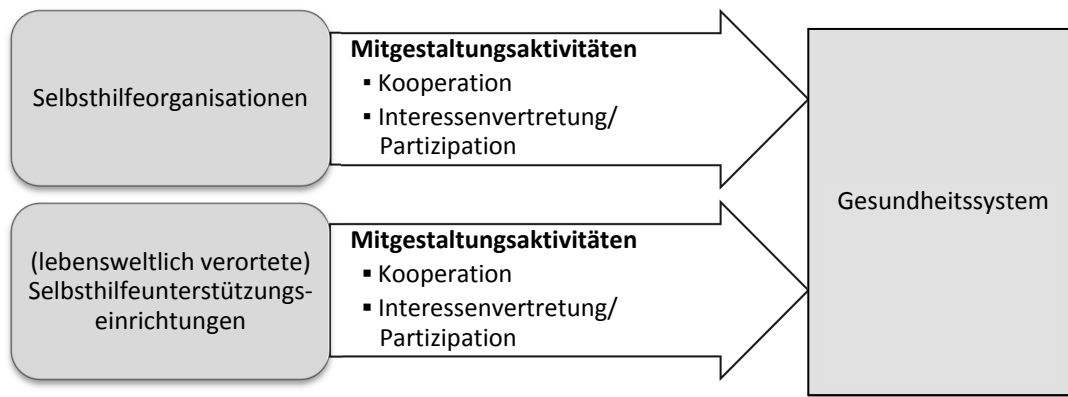 Selbsthilfeorganisationen
Mitgestaltungsaktivitäten
▪ Kooperation
▪ Interessenvertretung/
Partizipation
(lebensweltlich verortete)
Selbsthilfeunterstützungs-
einrichtungen
Mitgestaltungsaktivitäten
▪ Kooperation
▪ Interessenvertretung/
Partizipation
Gesundheitssystem